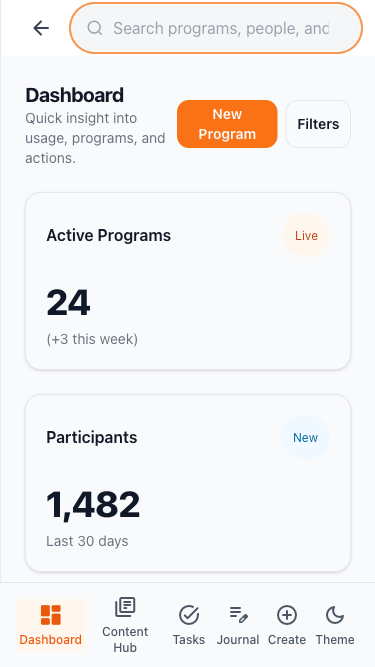 Search programs, people, and
Dashboard
Quick insight into
usage, programs, and
actions.
New
Program
Filters
Active Programs
Live
24
(+3 this week)
Participants
New
1,482
Last 30 days
Dashboard
Content
Hub
Tasks
Journal
Create
Theme